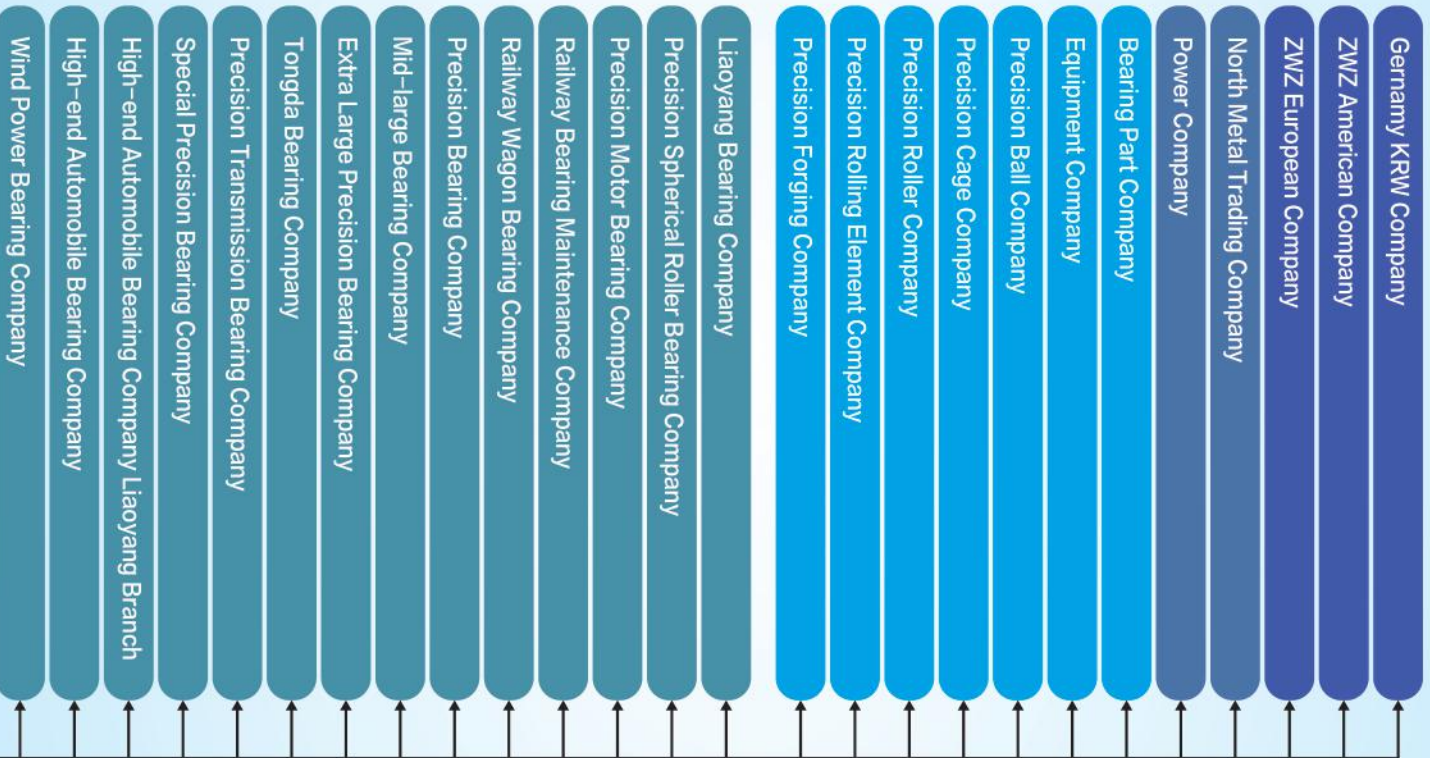 Wind Power Bearing Company
High-end Automobile Bearing Company
High-end Automobile Bearing Company Liaoyang Branch
Special Precision Bearing Company
Precision Transmission Bearing Company
Tongda Bearing Company
Extra Large Precision Bearing Company
Mid-large Bearing Company
Precision Bearing Company
Railway Wagon Bearing Company
Railway Bearing Maintenance Company
Precision Motor Bearing Company
Precision Spherical Roller Bearing Company
Liaoyang Bearing Company
Precision Forging Company
Precision Rolling Element Company
Precision Roller Company
Precision Cage Company
Precision Ball Company
Equipment Company
Bearing Part Company
Power Company
North Metal Trading Company
ZWZ European Company
ZWZ American Company
Gernamy KRW Company